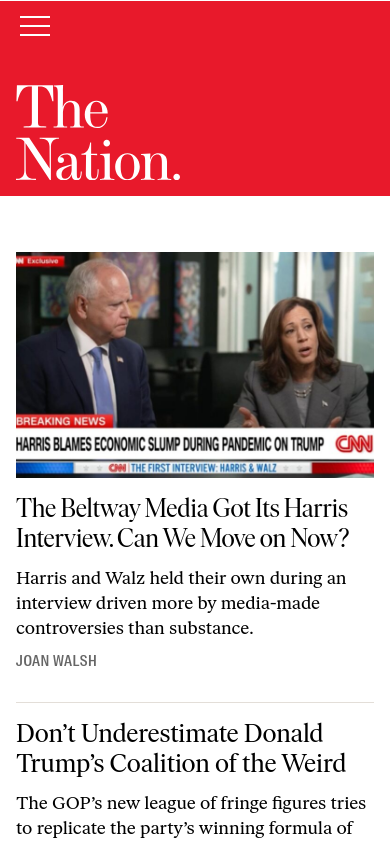 The
Nation.
Exclusive
BREAKING NEWS
HARRIS BLAMES ECONOMIC SLUMP DURING PANDEMIC ON TRUMP CNN
CNN THE FIRST INTERVIEW: HARRIS & WALZ
The Beltway Media Got Its Harris
Interview. Can We Move on Now?
Harris and Walz held their own during an
interview driven more by media-made
controversies than substance.
JOAN WALSH
Don’t Underestimate Donald
Trump’s Coalition of the Weird
The GOP’s new league of fringe figures tries
to replicate the party’s winning formula of